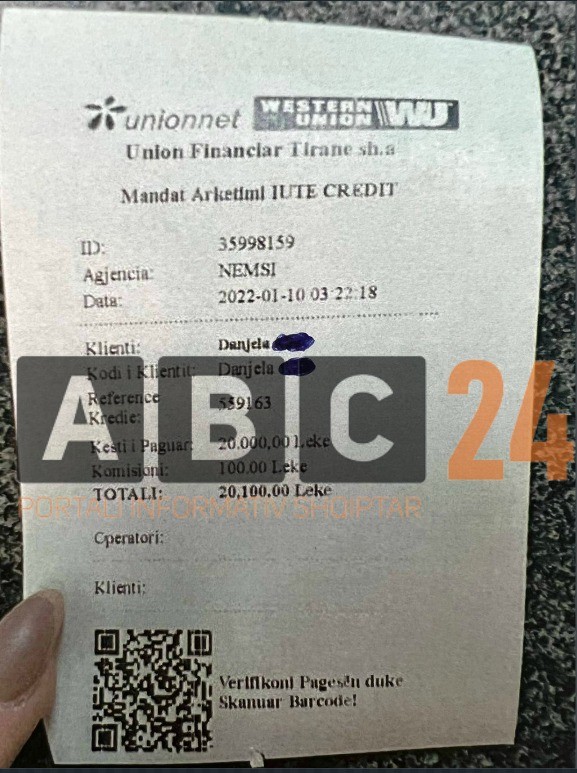 unionnet WESTERN UNION WU
Union Financiar Tirane sh.a
Mandat Arketimi IUTE CREDIT
ID: 35998159
Agjencia: NEMSI
Data: 2022-01-10 03:22:18
Klienti: Danjela
Kodi i Klientit: Danjela
Reference
Kredie: 559163
Kesti i Paguar: 20.000,00 Leke
Komisioni: 100.00 Leke
TOTALI: 20,100,00 Leke
ABIC 24
PORTALI INFORMATIV SHQIPTAR
Operatori:
Klienti:
Verifikoni Pagesën duke
Skanuar Barcode!